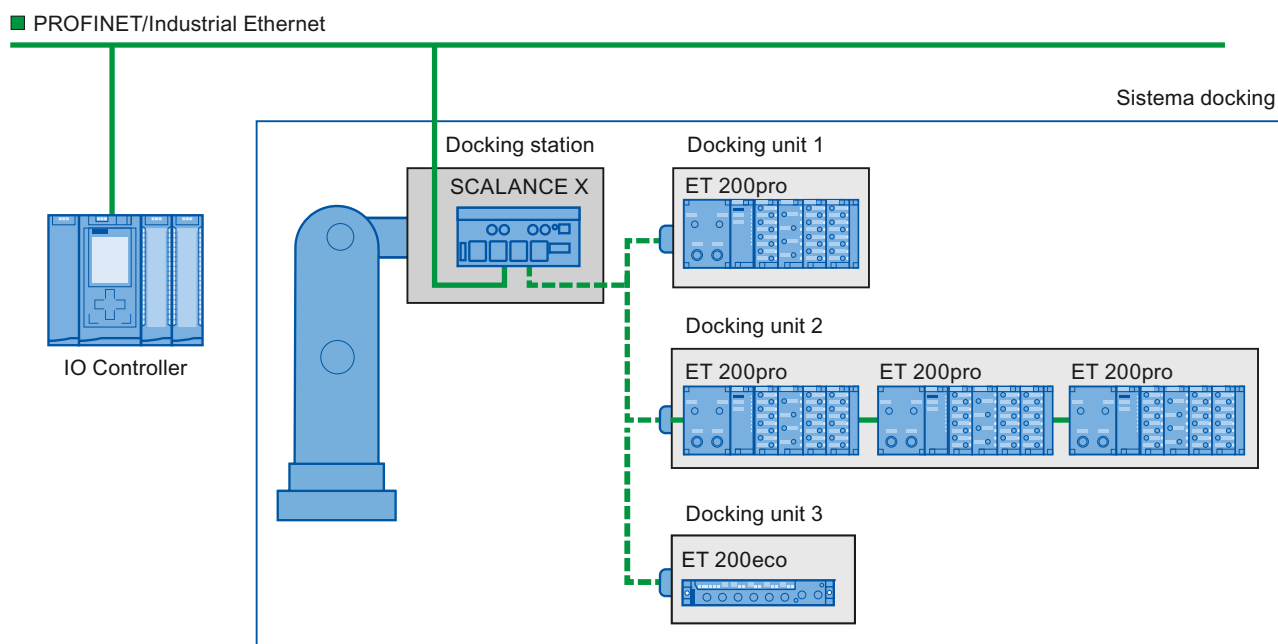 PROFINET/Industrial Ethernet
Sistema docking
Docking station
Docking unit 1
SCALANCE X
ET 200pro
IO Controller
Docking unit 2
ET 200pro
ET 200pro
ET 200pro
Docking unit 3
ET 200eco